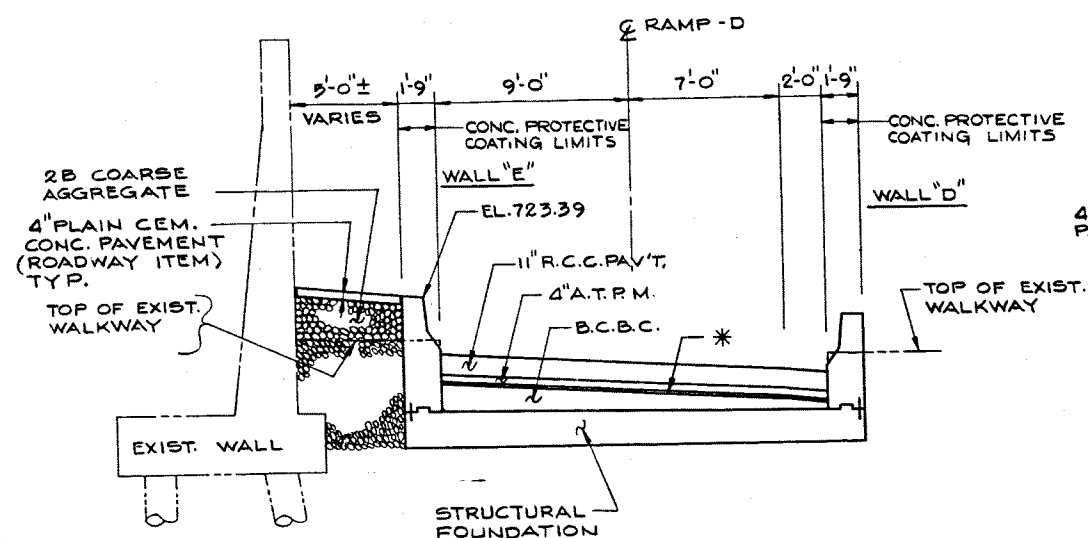 ℄ RAMP - D
5'-0" ±
VARIES
1'-9"
9'-0"
7'-0"
2'-0"
1'-9"
CONC. PROTECTIVE
COATING LIMITS
CONC. PROTECTIVE
COATING LIMITS
WALL "E"
WALL "D"
2B COARSE
AGGREGATE
EL. 723.39
4" PLAIN CEM.
CONC. PAVEMENT
(ROADWAY ITEM)
TYP.
4
P
11" R.C.C. PAV'T.
4" A.T.P.M.
B.C.B.C.
*
TOP OF EXIST.
WALKWAY
TOP OF EXIST.
WALKWAY
EXIST. WALL
STRUCTURAL
FOUNDATION